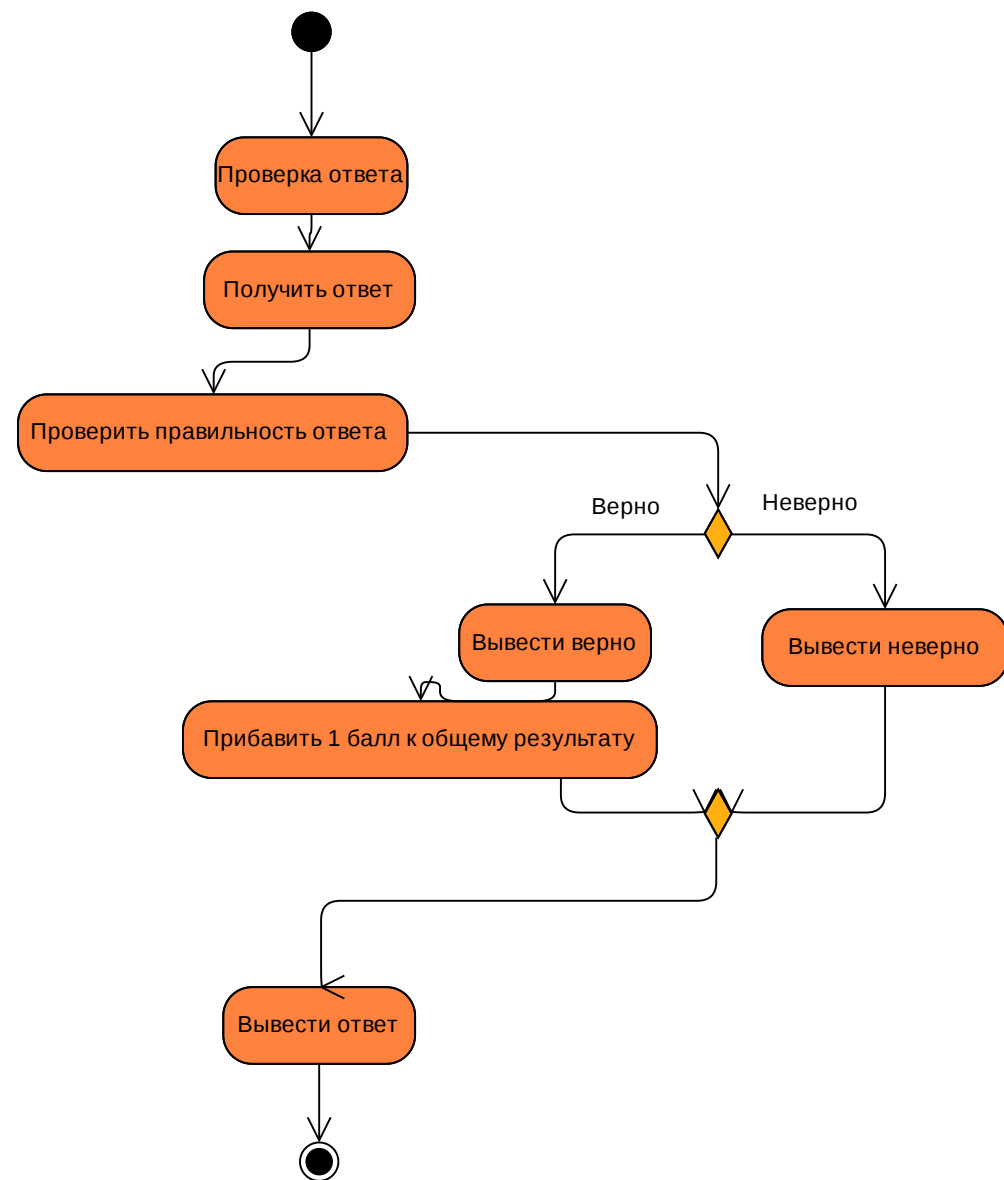 Проверка ответа
Получить ответ
Проверить правильность ответа
Верно
Неверно
Вывести верно
Вывести неверно
Прибавить 1 балл к общему результату
Вывести ответ